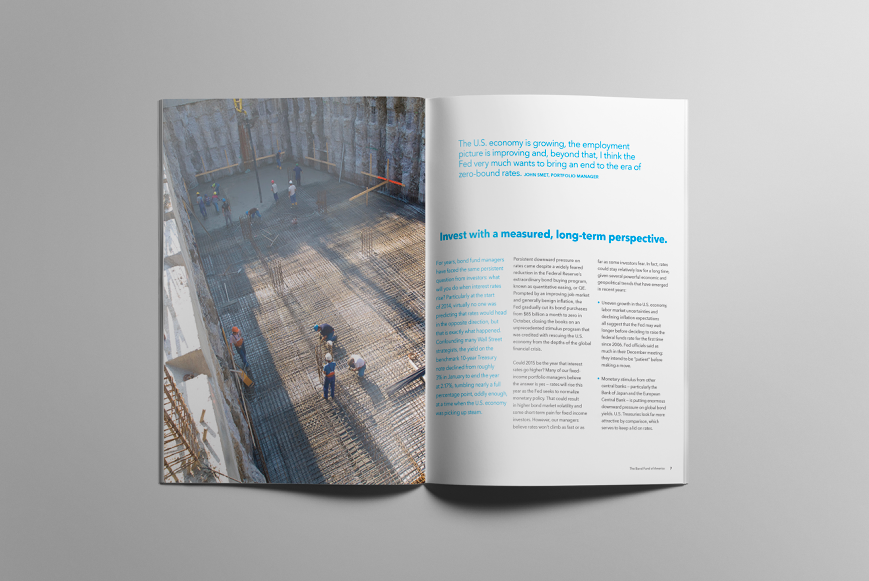 The U.S. economy is growing, the employment
picture is improving and, beyond that, I think the
Fed very much wants to bring an end to the era of
zero-bound rates. JOHN SMET, PORTFOLIO MANAGER
Invest with a measured, long-term perspective.
For years, bond fund managers
have faced the same persistent
question from investors: what
will you do when interest rates
rise? Particularly at the start
of 2014, virtually no one was
predicting that rates would head
in the opposite direction, but
that is exactly what happened.
Confounding many Wall Street
strategists, the yield on the
benchmark 10-year Treasury
note declined from roughly
3% in January to end the year
at 2.17%, tumbling nearly a full
percentage point, oddly enough,
at a time when the U.S. economy
was picking up steam.
Persistent downward pressure on
rates came despite a widely feared
reduction in the Federal Reserve's
extraordinary bond buying program,
known as quantitative easing, or QE.
Prompted by an improving job market
and generally benign inflation, the
Fed gradually cut its bond purchases
from $85 billion a month to zero in
October, closing the books on an
unprecedented stimulus program that
was credited with rescuing the U.S.
economy from the depths of the global
financial crisis.
Could 2015 be the year that interest
rates go higher? Many of our fixed-
income portfolio managers believe
the answer is yes – rates will rise this
year as the Fed seeks to normalize
monetary policy. That could result
in higher bond market volatility and
some short-term pain for fixed income
investors. However, our managers
believe rates won't climb as fast or as
far as some investors fear. In fact, rates
could stay relatively low for a long time,
given several powerful economic and
geopolitical trends that have emerged
in recent years:
• Uneven growth in the U.S. economy,
labor market uncertainties and
declining inflation expectations
all suggest that the Fed may wait
longer before deciding to raise the
federal funds rate for the first time
since 2006. Fed officials said as
much in their December meeting:
they intend to be "patient" before
making a move.
• Monetary stimulus from other
central banks – particularly the
Bank of Japan and the European
Central Bank – is putting enormous
downward pressure on global bond
yields. U.S. Treasuries look far more
attractive by comparison, which
serves to keep a lid on rates.
The Bond Fund of America